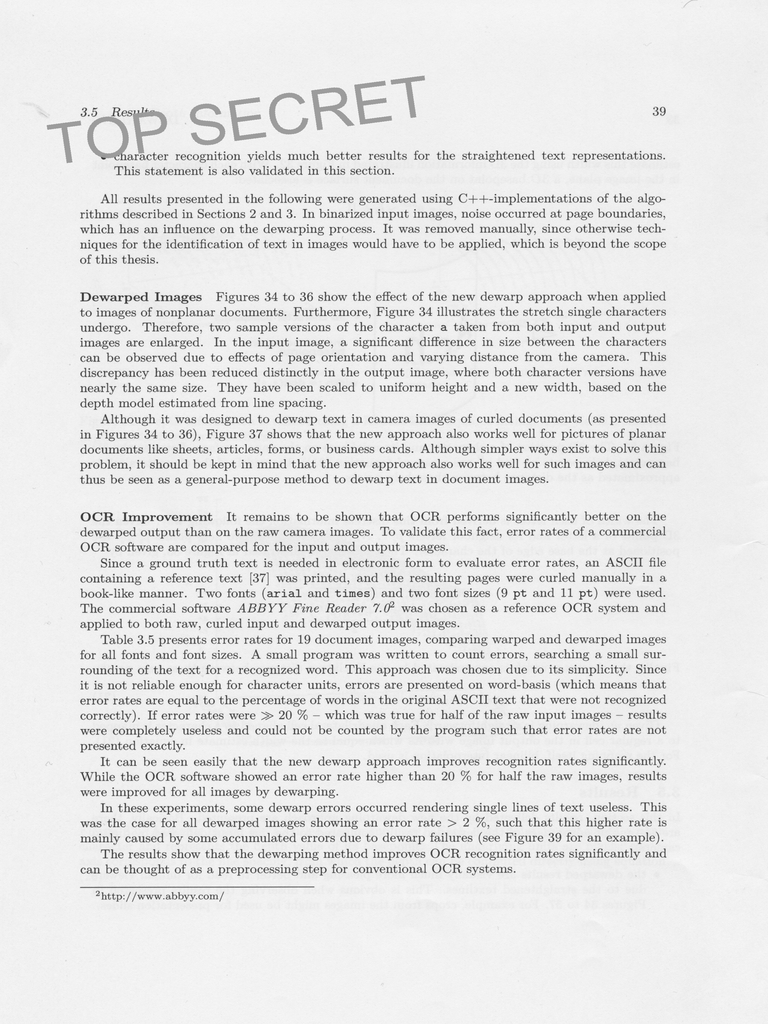 3.5 Results 39
TOP SECRET
• character recognition yields much better results for the straightened text representations.
This statement is also validated in this section.
All results presented in the following were generated using C++-implementations of the algo-
rithms described in Sections 2 and 3. In binarized input images, noise occurred at page boundaries,
which has an influence on the dewarping process. It was removed manually, since otherwise tech-
niques for the identification of text in images would have to be applied, which is beyond the scope
of this thesis.
Dewarped Images Figures 34 to 36 show the effect of the new dewarp approach when applied
to images of nonplanar documents. Furthermore, Figure 34 illustrates the stretch single characters
undergo. Therefore, two sample versions of the character a taken from both input and output
images are enlarged. In the input image, a significant difference in size between the characters
can be observed due to effects of page orientation and varying distance from the camera. This
discrepancy has been reduced distinctly in the output image, where both character versions have
nearly the same size. They have been scaled to uniform height and a new width, based on the
depth model estimated from line spacing.
Although it was designed to dewarp text in camera images of curled documents (as presented
in Figures 34 to 36), Figure 37 shows that the new approach also works well for pictures of planar
documents like sheets, articles, forms, or business cards. Although simpler ways exist to solve this
problem, it should be kept in mind that the new approach also works well for such images and can
thus be seen as a general-purpose method to dewarp text in document images.
OCR Improvement It remains to be shown that OCR performs significantly better on the
dewarped output than on the raw camera images. To validate this fact, error rates of a commercial
OCR software are compared for the input and output images.
Since a ground truth text is needed in electronic form to evaluate error rates, an ASCII file
containing a reference text [37] was printed, and the resulting pages were curled manually in a
book-like manner. Two fonts (arial and times) and two font sizes (9 pt and 11 pt) were used.
The commercial software ABBYY Fine Reader 7.0² was chosen as a reference OCR system and
applied to both raw, curled input and dewarped output images.
Table 3.5 presents error rates for 19 document images, comparing warped and dewarped images
for all fonts and font sizes. A small program was written to count errors, searching a small sur-
rounding of the text for a recognized word. This approach was chosen due to its simplicity. Since
it is not reliable enough for character units, errors are presented on word-basis (which means that
error rates are equal to the percentage of words in the original ASCII text that were not recognized
correctly). If error rates were ≫ 20 % – which was true for half of the raw input images – results
were completely useless and could not be counted by the program such that error rates are not
presented exactly.
It can be seen easily that the new dewarp approach improves recognition rates significantly.
While the OCR software showed an error rate higher than 20 % for half the raw images, results
were improved for all images by dewarping.
In these experiments, some dewarp errors occurred rendering single lines of text useless. This
was the case for all dewarped images showing an error rate > 2 %, such that this higher rate is
mainly caused by some accumulated errors due to dewarp failures (see Figure 39 for an example).
The results show that the dewarping method improves OCR recognition rates significantly and
can be thought of as a preprocessing step for conventional OCR systems.
²http://www.abbyy.com/